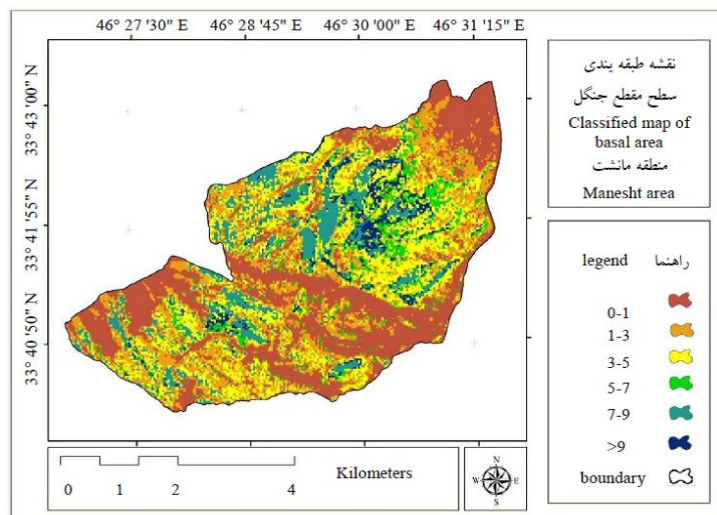 46° 27' 30" E
46° 28' 45" E
46° 30' 00" E
46° 31' 15" E
33° 43' 00" N
33° 41' 55" N
33° 40' 50" N
نقشه طبقه بندی
سطح مقطع جنگل
Classified map of
basal area
منطقه مانشت
Manesht area
legend راهنما
0-1
1-3
3-5
5-7
7-9
>9
boundary
Kilometers
0 1 2 4
N
W E
S